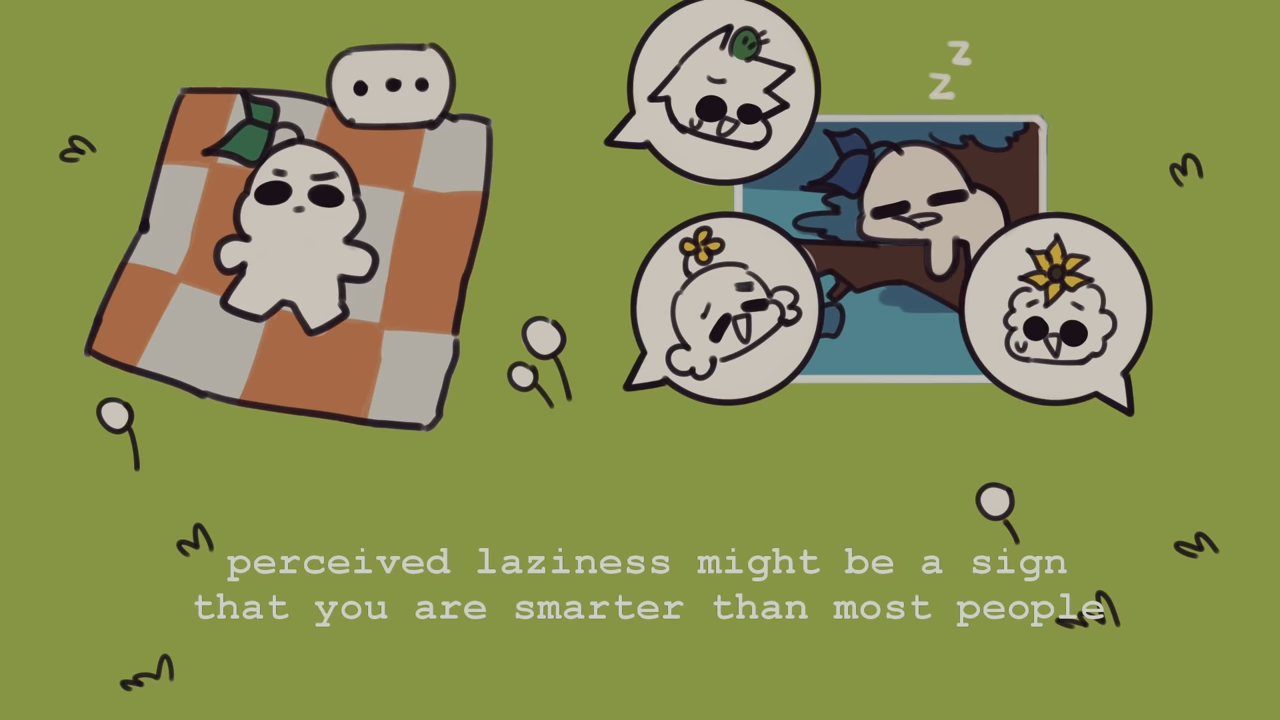 z
z
perceived laziness might be a sign
that you are smarter than most people